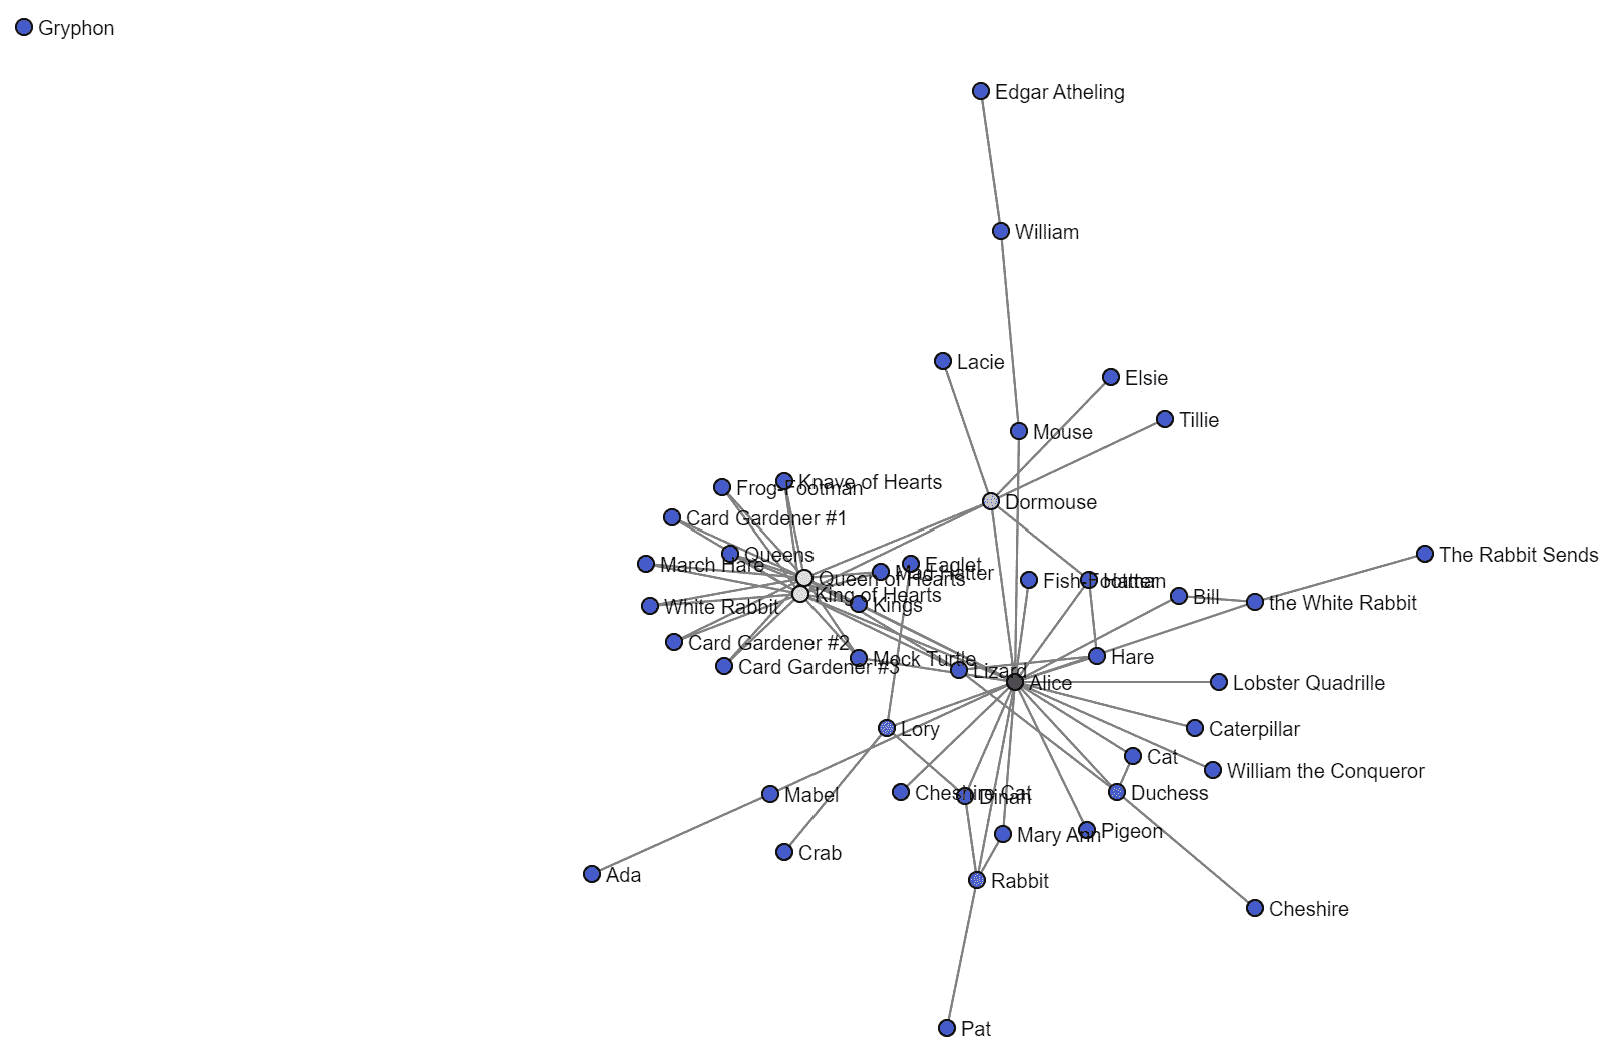 Gryphon
Edgar Atheling
William
Lacie
Elsie
Tillie
Mouse
Knave of Hearts
Frog-Footman
Dormouse
Card Gardener #1
Queens
The Rabbit Sends
March Hare
Eaglet
Mad Hatter
Queen of Hearts
Fish-Footman
Hatter
King of Hearts
Bill
the White Rabbit
Kings
White Rabbit
Card Gardener #2
Hare
Mock Turtle
Card Gardener #3
Lizard
Alice
Lobster Quadrille
Lory
Caterpillar
Cat
William the Conqueror
Cheshire Cat
Duchess
Mabel
Dinah
Pigeon
Mary Ann
Crab
Ada
Rabbit
Cheshire
Pat